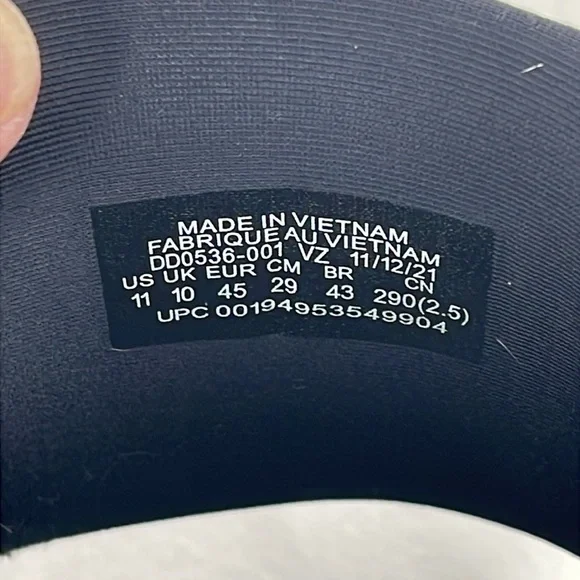 MADE IN VIETNAM
FABRIQUE AU VIETNAM
DD0536-001 VZ 11/12/21
US UK EUR CM BR CN
11 10 45 29 43 290(2.5)
UPC 00194953549904